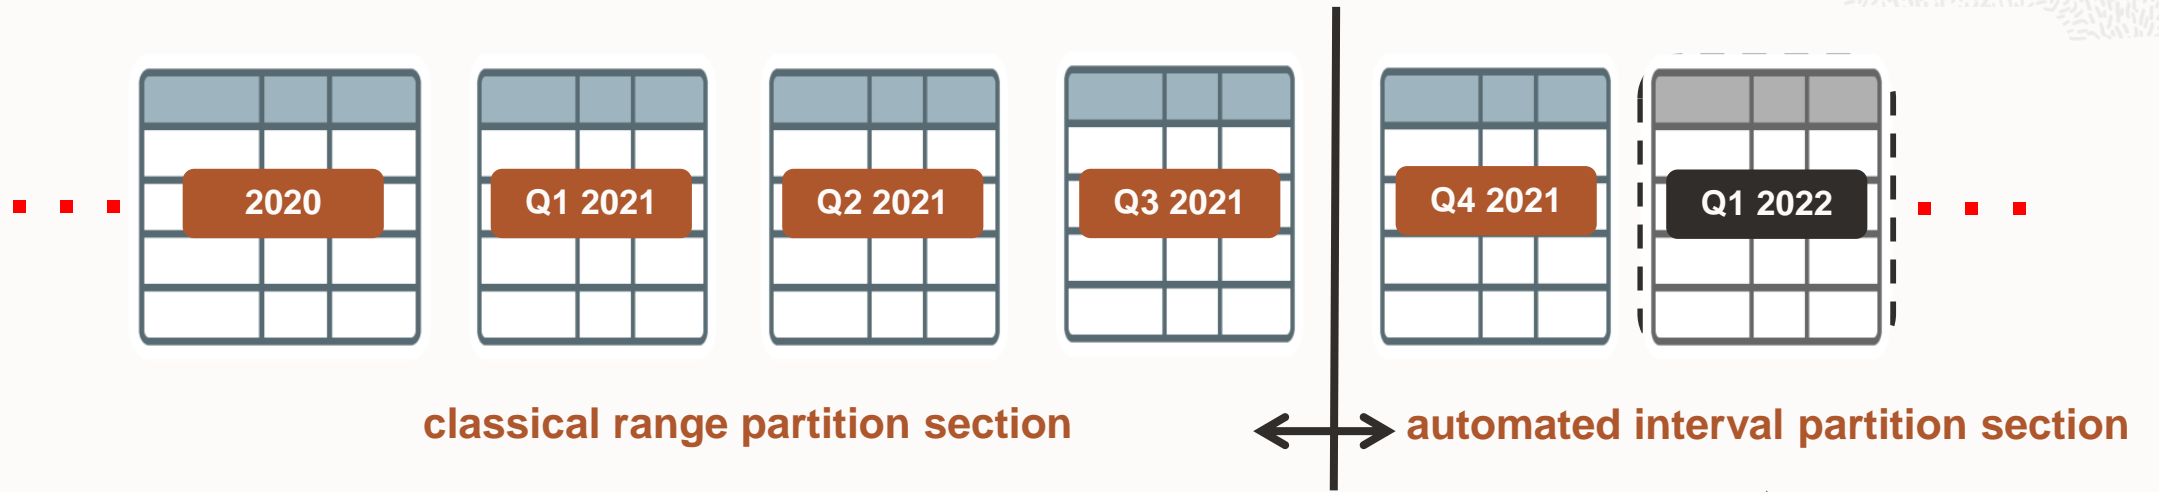 2020
Q1 2021
Q2 2021
Q3 2021
Q4 2021
Q1 2022
classical range partition section
automated interval partition section